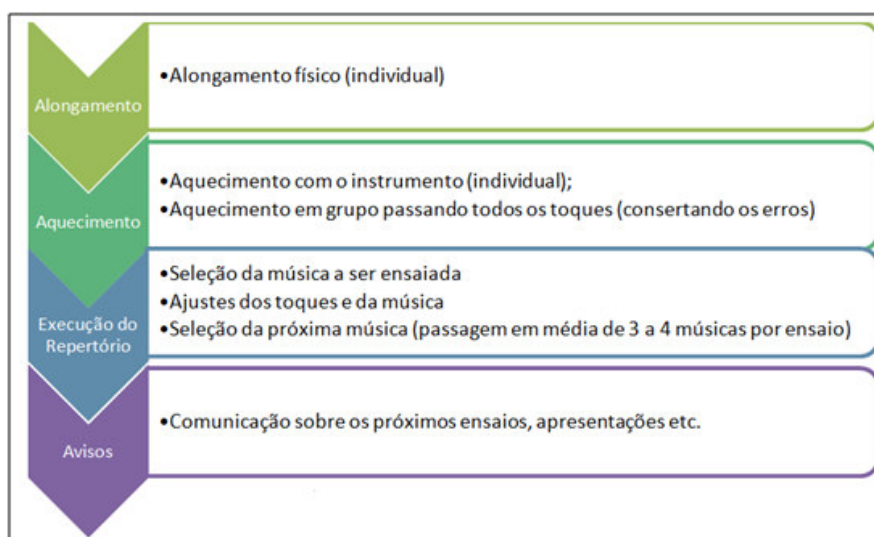 Alongamento
•Alongamento físico (individual)
Aquecimento
•Aquecimento com o instrumento (individual);
•Aquecimento em grupo passando todos os toques (consertando os erros)
Execução do
Repertório
•Seleção da música a ser ensaiada
•Ajustes dos toques e da música
•Seleção da próxima música (passagem em média de 3 a 4 músicas por ensaio)
Avisos
•Comunicação sobre os próximos ensaios, apresentações etc.